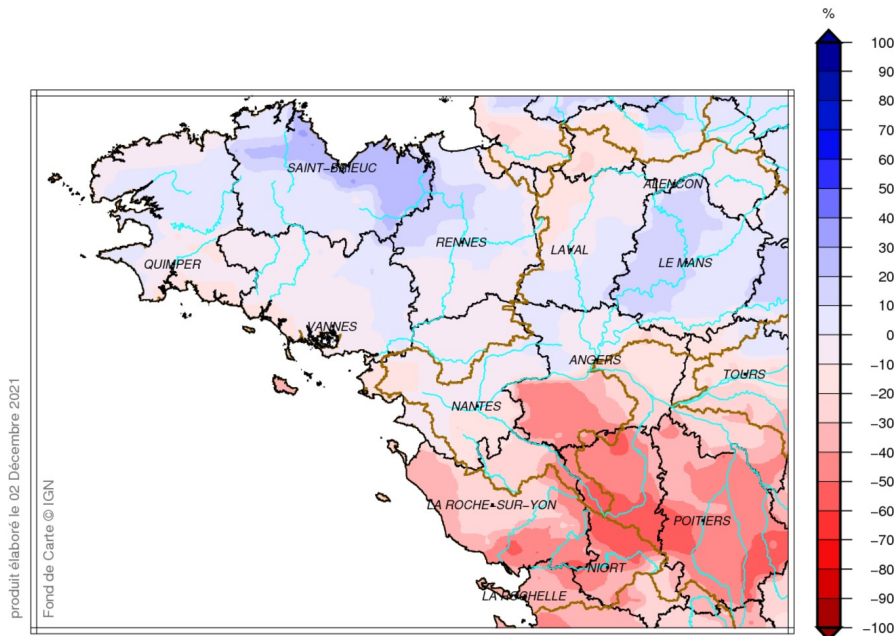 %
100
90
80
70
60
50
40
30
20
10
0
−10
−20
−30
−40
−50
−60
−70
−80
−90
−100
SAINT−BRIEUC
ALENCON
RENNES
LAVAL
LE MANS
QUIMPER
VANNES
ANGERS
TOURS
NANTES
LA ROCHE−SUR−YON
POITIERS
NIORT
LA ROCHELLE
produit élaboré le 02 Décembre 2021
Fond de Carte © IGN